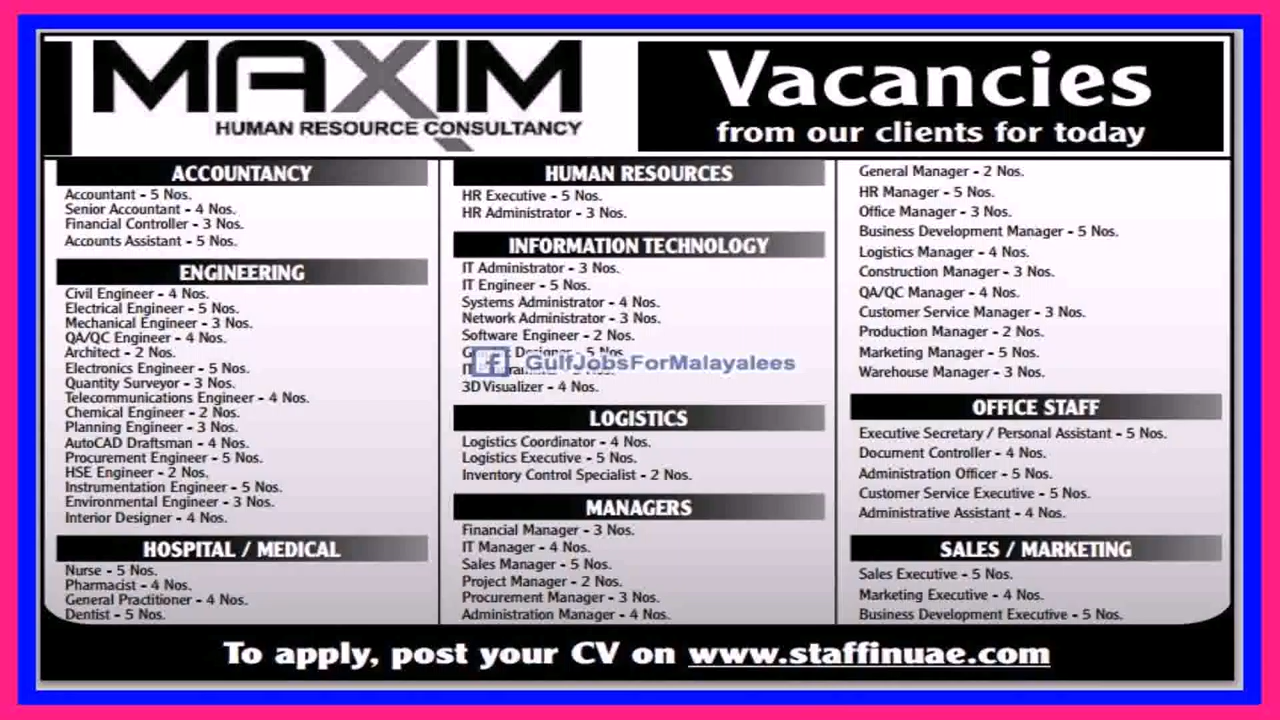 MAXIM
HUMAN RESOURCE CONSULTANCY
Vacancies
from our clients for today
ACCOUNTANCY
Accountant - 5 Nos.
Senior Accountant - 4 Nos.
Financial Controller - 3 Nos.
Accounts Assistant - 5 Nos.
ENGINEERING
Civil Engineer - 4 Nos.
Electrical Engineer - 5 Nos.
Mechanical Engineer - 3 Nos.
QA/QC Engineer - 4 Nos.
Architect - 2 Nos.
Electronics Engineer - 5 Nos.
Quantity Surveyor - 3 Nos.
Telecommunications Engineer - 4 Nos.
Chemical Engineer - 2 Nos.
Planning Engineer - 3 Nos.
AutoCAD Draftsman - 4 Nos.
Procurement Engineer - 5 Nos.
HSE Engineer - 2 Nos.
Instrumentation Engineer - 5 Nos.
Environmental Engineer - 3 Nos.
Interior Designer - 4 Nos.
HOSPITAL / MEDICAL
Nurse - 5 Nos.
Pharmacist - 4 Nos.
General Practitioner - 4 Nos.
Dentist - 5 Nos.
HUMAN RESOURCES
HR Executive - 5 Nos.
HR Administrator - 3 Nos.
INFORMATION TECHNOLOGY
IT Administrator - 3 Nos.
IT Engineer - 5 Nos.
Systems Administrator - 4 Nos.
Network Administrator - 3 Nos.
Software Engineer - 2 Nos.
Designer - 5 Nos.
GulfJobsForMalayalees
3D Visualizer - 4 Nos.
LOGISTICS
Logistics Coordinator - 4 Nos.
Logistics Executive - 5 Nos.
Inventory Control Specialist - 2 Nos.
MANAGERS
Financial Manager - 3 Nos.
IT Manager - 4 Nos.
Sales Manager - 5 Nos.
Project Manager - 2 Nos.
Procurement Manager - 3 Nos.
Administration Manager - 4 Nos.
General Manager - 2 Nos.
HR Manager - 5 Nos.
Office Manager - 3 Nos.
Business Development Manager - 5 Nos.
Logistics Manager - 4 Nos.
Construction Manager - 3 Nos.
QA/QC Manager - 4 Nos.
Customer Service Manager - 3 Nos.
Production Manager - 2 Nos.
Marketing Manager - 5 Nos.
Warehouse Manager - 3 Nos.
OFFICE STAFF
Executive Secretary / Personal Assistant - 5 Nos.
Document Controller - 4 Nos.
Administration Officer - 5 Nos.
Customer Service Executive - 5 Nos.
Administrative Assistant - 4 Nos.
SALES / MARKETING
Sales Executive - 5 Nos.
Marketing Executive - 4 Nos.
Business Development Executive - 5 Nos.
To apply, post your CV on www.staffinuae.com